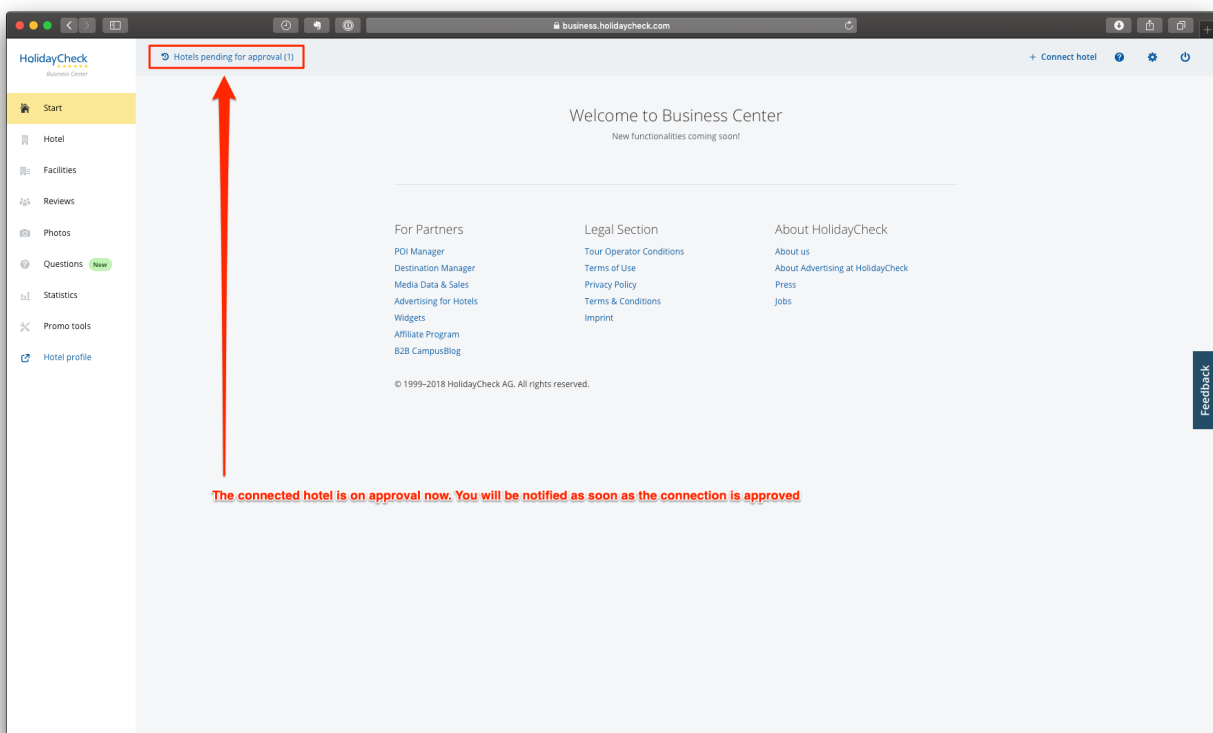 business.holidaycheck.com
HolidayCheck
Business Center
Hotels pending for approval (1)
+ Connect hotel
Start
Hotel
Facilities
Reviews
Photos
Questions New
Statistics
Promo tools
Hotel profile
Welcome to Business Center
New functionalities coming soon!
For Partners
POI Manager
Destination Manager
Media Data & Sales
Advertising for Hotels
Widgets
Affiliate Program
B2B CampusBlog
Legal Section
Tour Operator Conditions
Terms of Use
Privacy Policy
Terms & Conditions
Imprint
About HolidayCheck
About us
About Advertising at HolidayCheck
Press
Jobs
© 1999–2018 HolidayCheck AG. All rights reserved.
Feedback
The connected hotel is on approval now. You will be notified as soon as the connection is approved